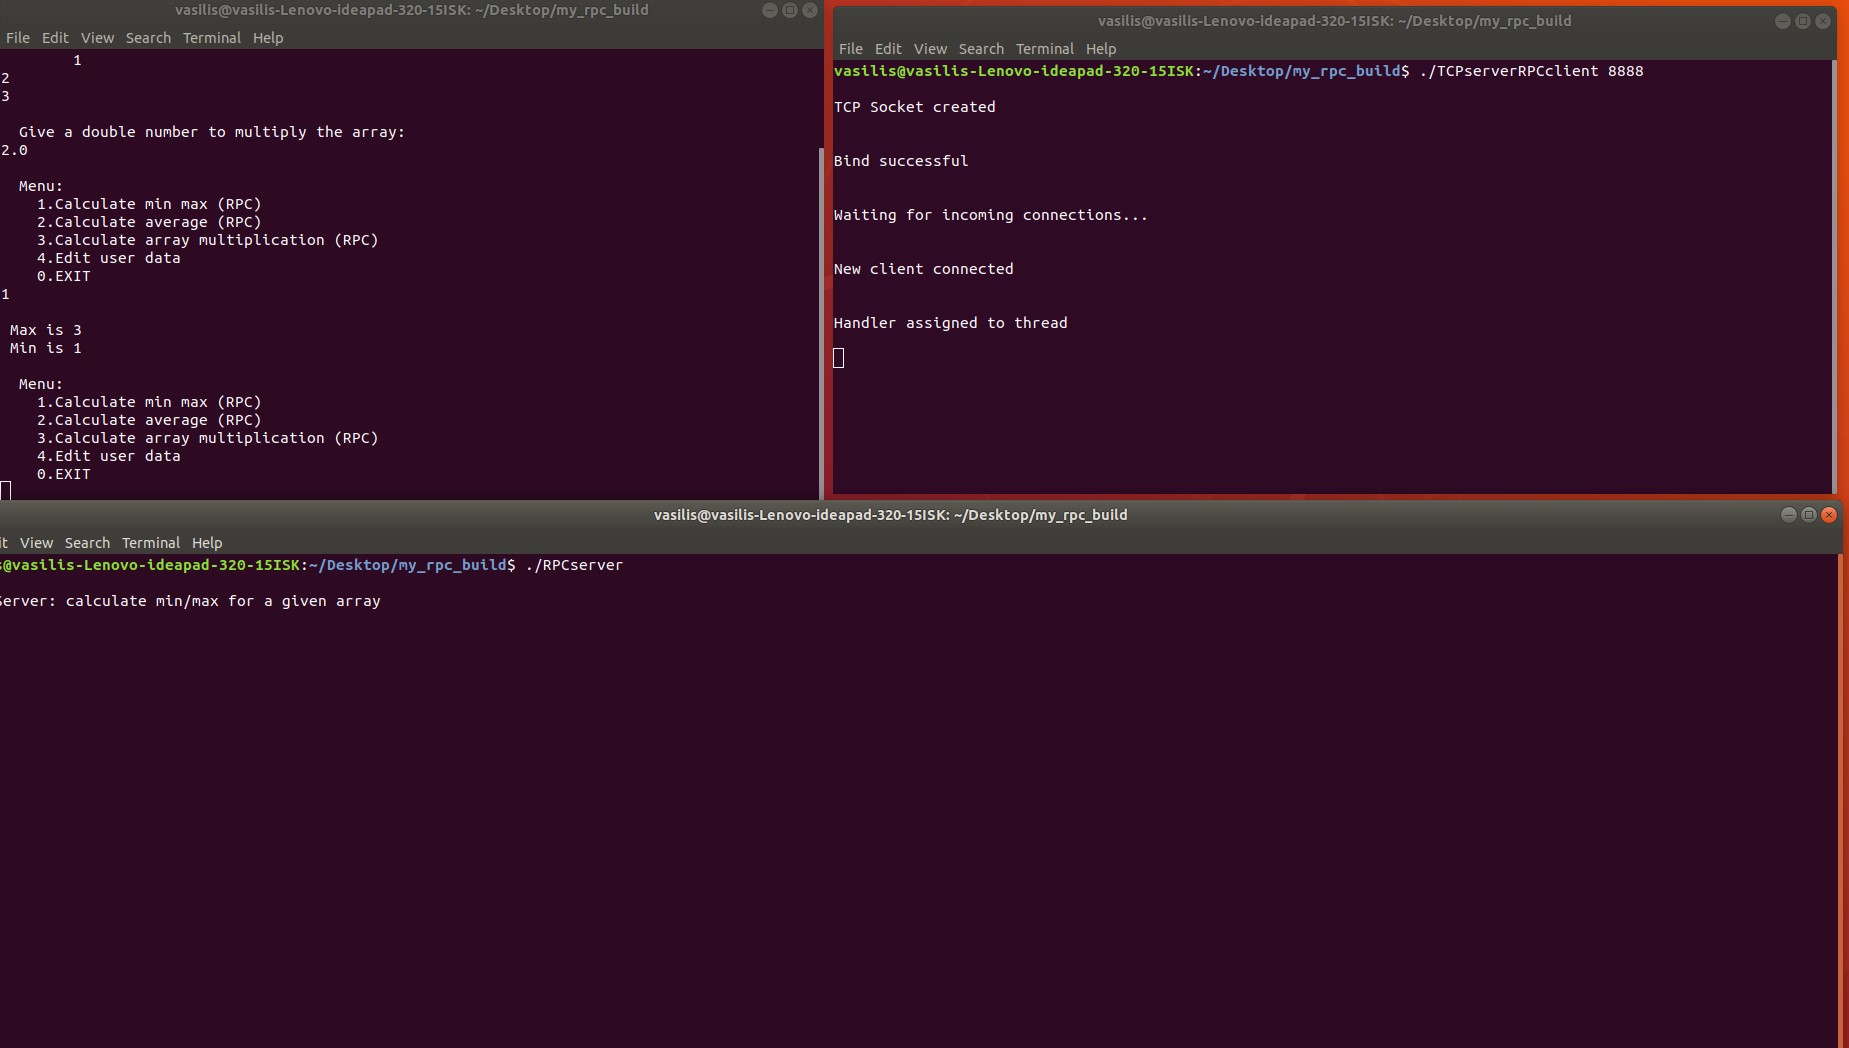 vasilis@vasilis-Lenovo-ideapad-320-15ISK: ~/Desktop/my_rpc_build
File Edit View Search Terminal Help
1
2
3
Give a double number to multiply the array:
2.0
Menu:
1.Calculate min max (RPC)
2.Calculate average (RPC)
3.Calculate array multiplication (RPC)
4.Edit user data
0.EXIT
1
Max is 3
Min is 1
Menu:
1.Calculate min max (RPC)
2.Calculate average (RPC)
3.Calculate array multiplication (RPC)
4.Edit user data
0.EXIT
vasilis@vasilis-Lenovo-ideapad-320-15ISK: ~/Desktop/my_rpc_build
File Edit View Search Terminal Help
vasilis@vasilis-Lenovo-ideapad-320-15ISK:~/Desktop/my_rpc_build$ ./TCPserverRPCclient 8888
TCP Socket created
Bind successful
Waiting for incoming connections...
New client connected
Handler assigned to thread
vasilis@vasilis-Lenovo-ideapad-320-15ISK: ~/Desktop/my_rpc_build
it View Search Terminal Help
s@vasilis-Lenovo-ideapad-320-15ISK:~/Desktop/my_rpc_build$ ./RPCserver
Server: calculate min/max for a given array